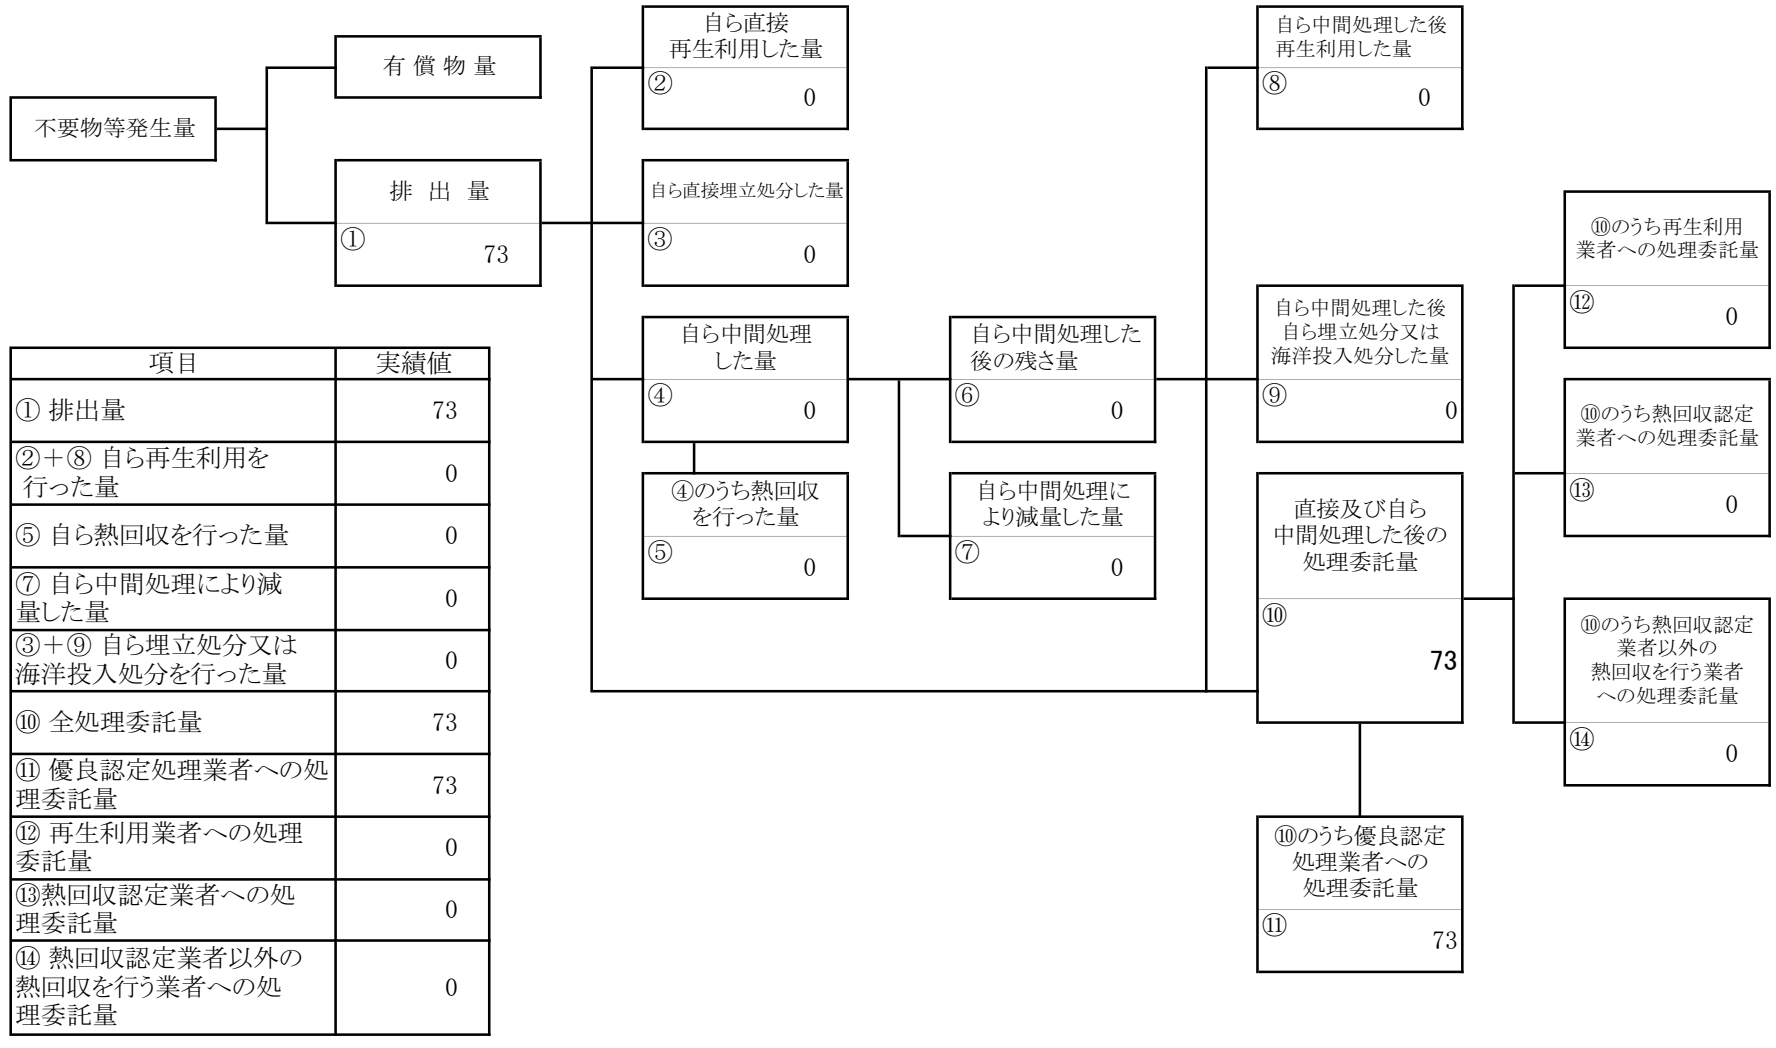 不要物等発生量
有償物量
排出量
①
73
自ら直接
再生利用した量
②
0
自ら直接埋立処分した量
③
0
自ら中間処理
した量
④
0
④のうち熱回収
を行った量
⑤
0
自ら中間処理した
後の残さ量
⑥
0
自ら中間処理に
より減量した量
⑦
0
自ら中間処理した後
再生利用した量
⑧
0
自ら中間処理した後
自ら埋立処分又は
海洋投入処分した量
⑨
0
直接及び自ら
中間処理した後の
処理委託量
⑩
73
⑩のうち優良認定
処理業者への
処理委託量
⑪
73
⑩のうち再生利用
業者への処理委託量
⑫
0
⑩のうち熱回収認定
業者への処理委託量
⑬
0
⑩のうち熱回収認定
業者以外の
熱回収を行う業者
への処理委託量
⑭
0
項目 実績値
① 排出量 73
②+⑧ 自ら再生利用を
行った量 0
⑤ 自ら熱回収を行った量 0
⑦ 自ら中間処理により減
量した量 0
③+⑨ 自ら埋立処分又は
海洋投入処分を行った量 0
⑩ 全処理委託量 73
⑪ 優良認定処理業者への処
理委託量 73
⑫ 再生利用業者への処理
委託量 0
⑬熱回収認定業者への処
理委託量 0
⑭ 熱回収認定業者以外の
熱回収を行う業者への処
理委託量 0